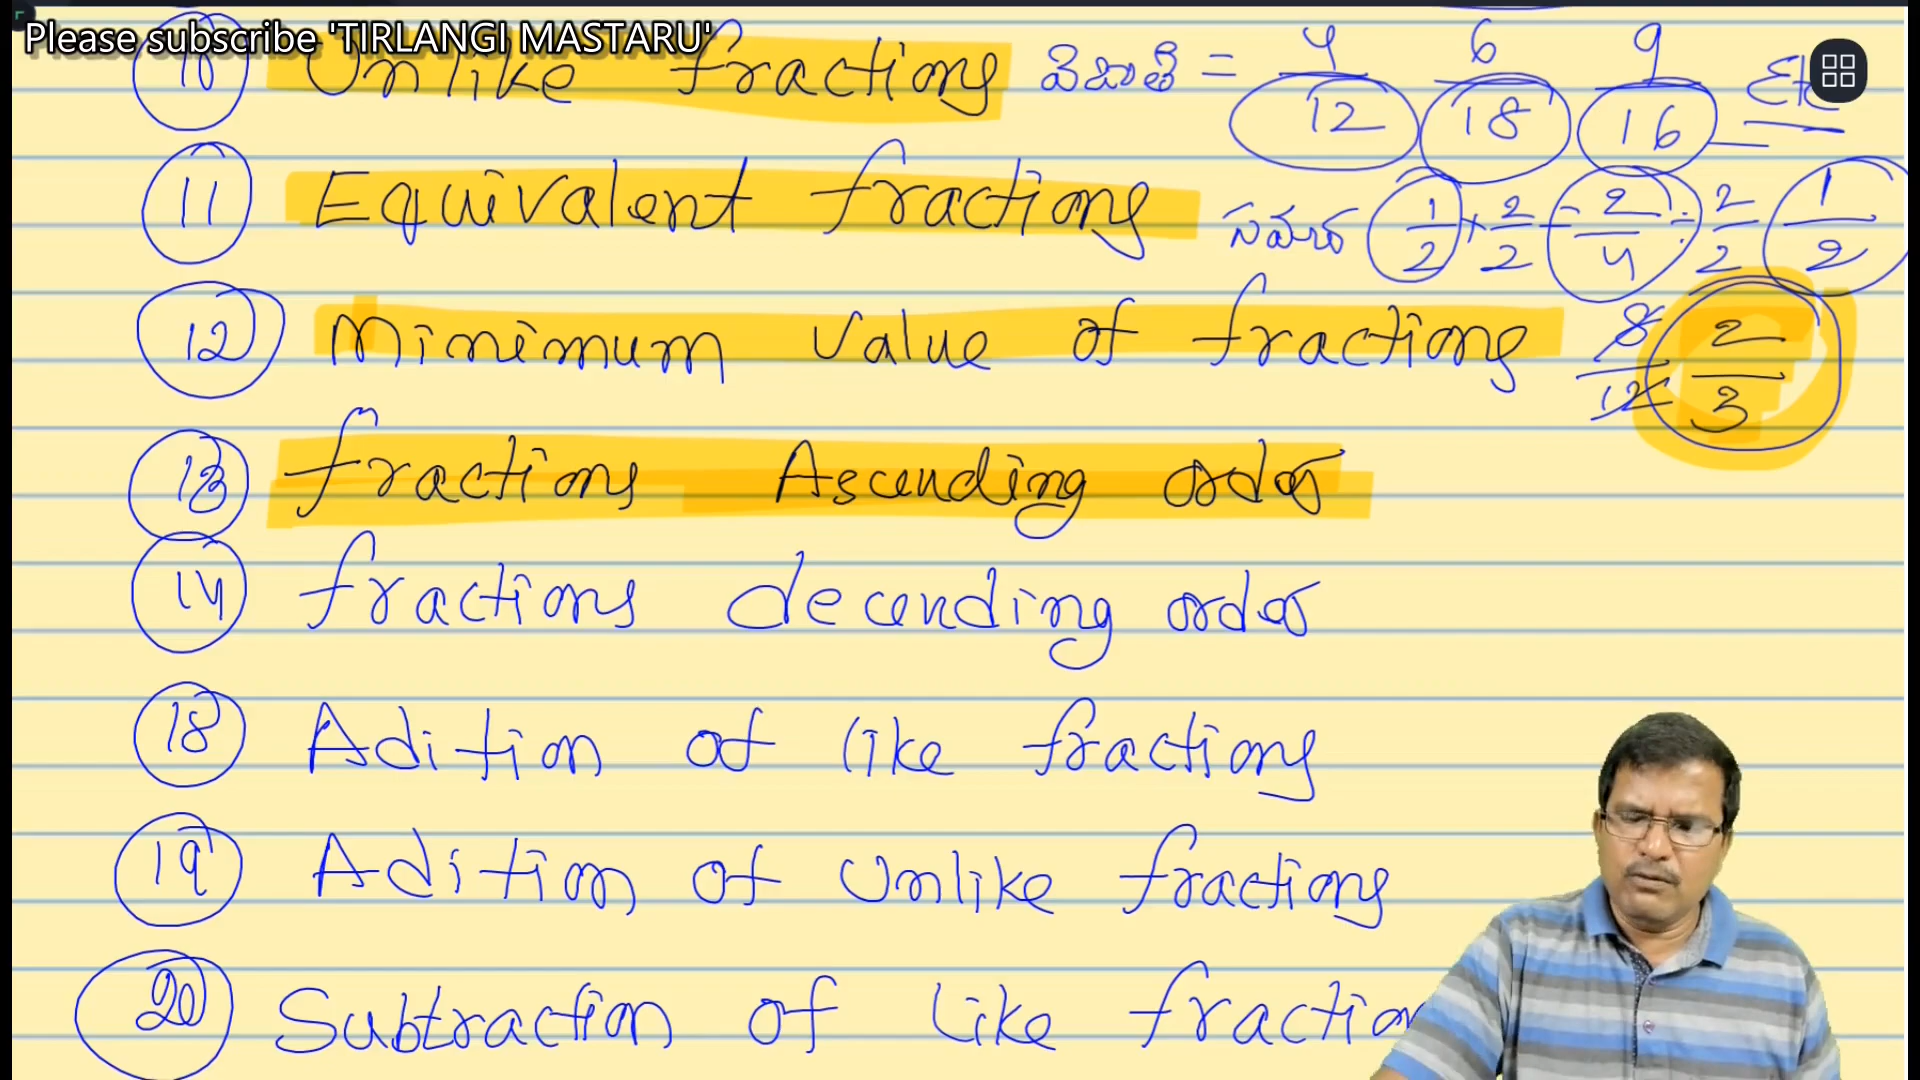 Please subscribe 'TIRLANGI MASTARU'
10 Unlike fractions = 4/12 6/18 9/16 Etc
11 Equivalent fractions 1/2 × 2/2 = 2/4 ÷ 2/2 1/2
12 Minimum value of fractions 8/12 2/3
13 fractions Ascending order
14 fractions decending order
18 Adition of like fractions
19 Adition of Unlike fractions
20 Subtraction of like fraction